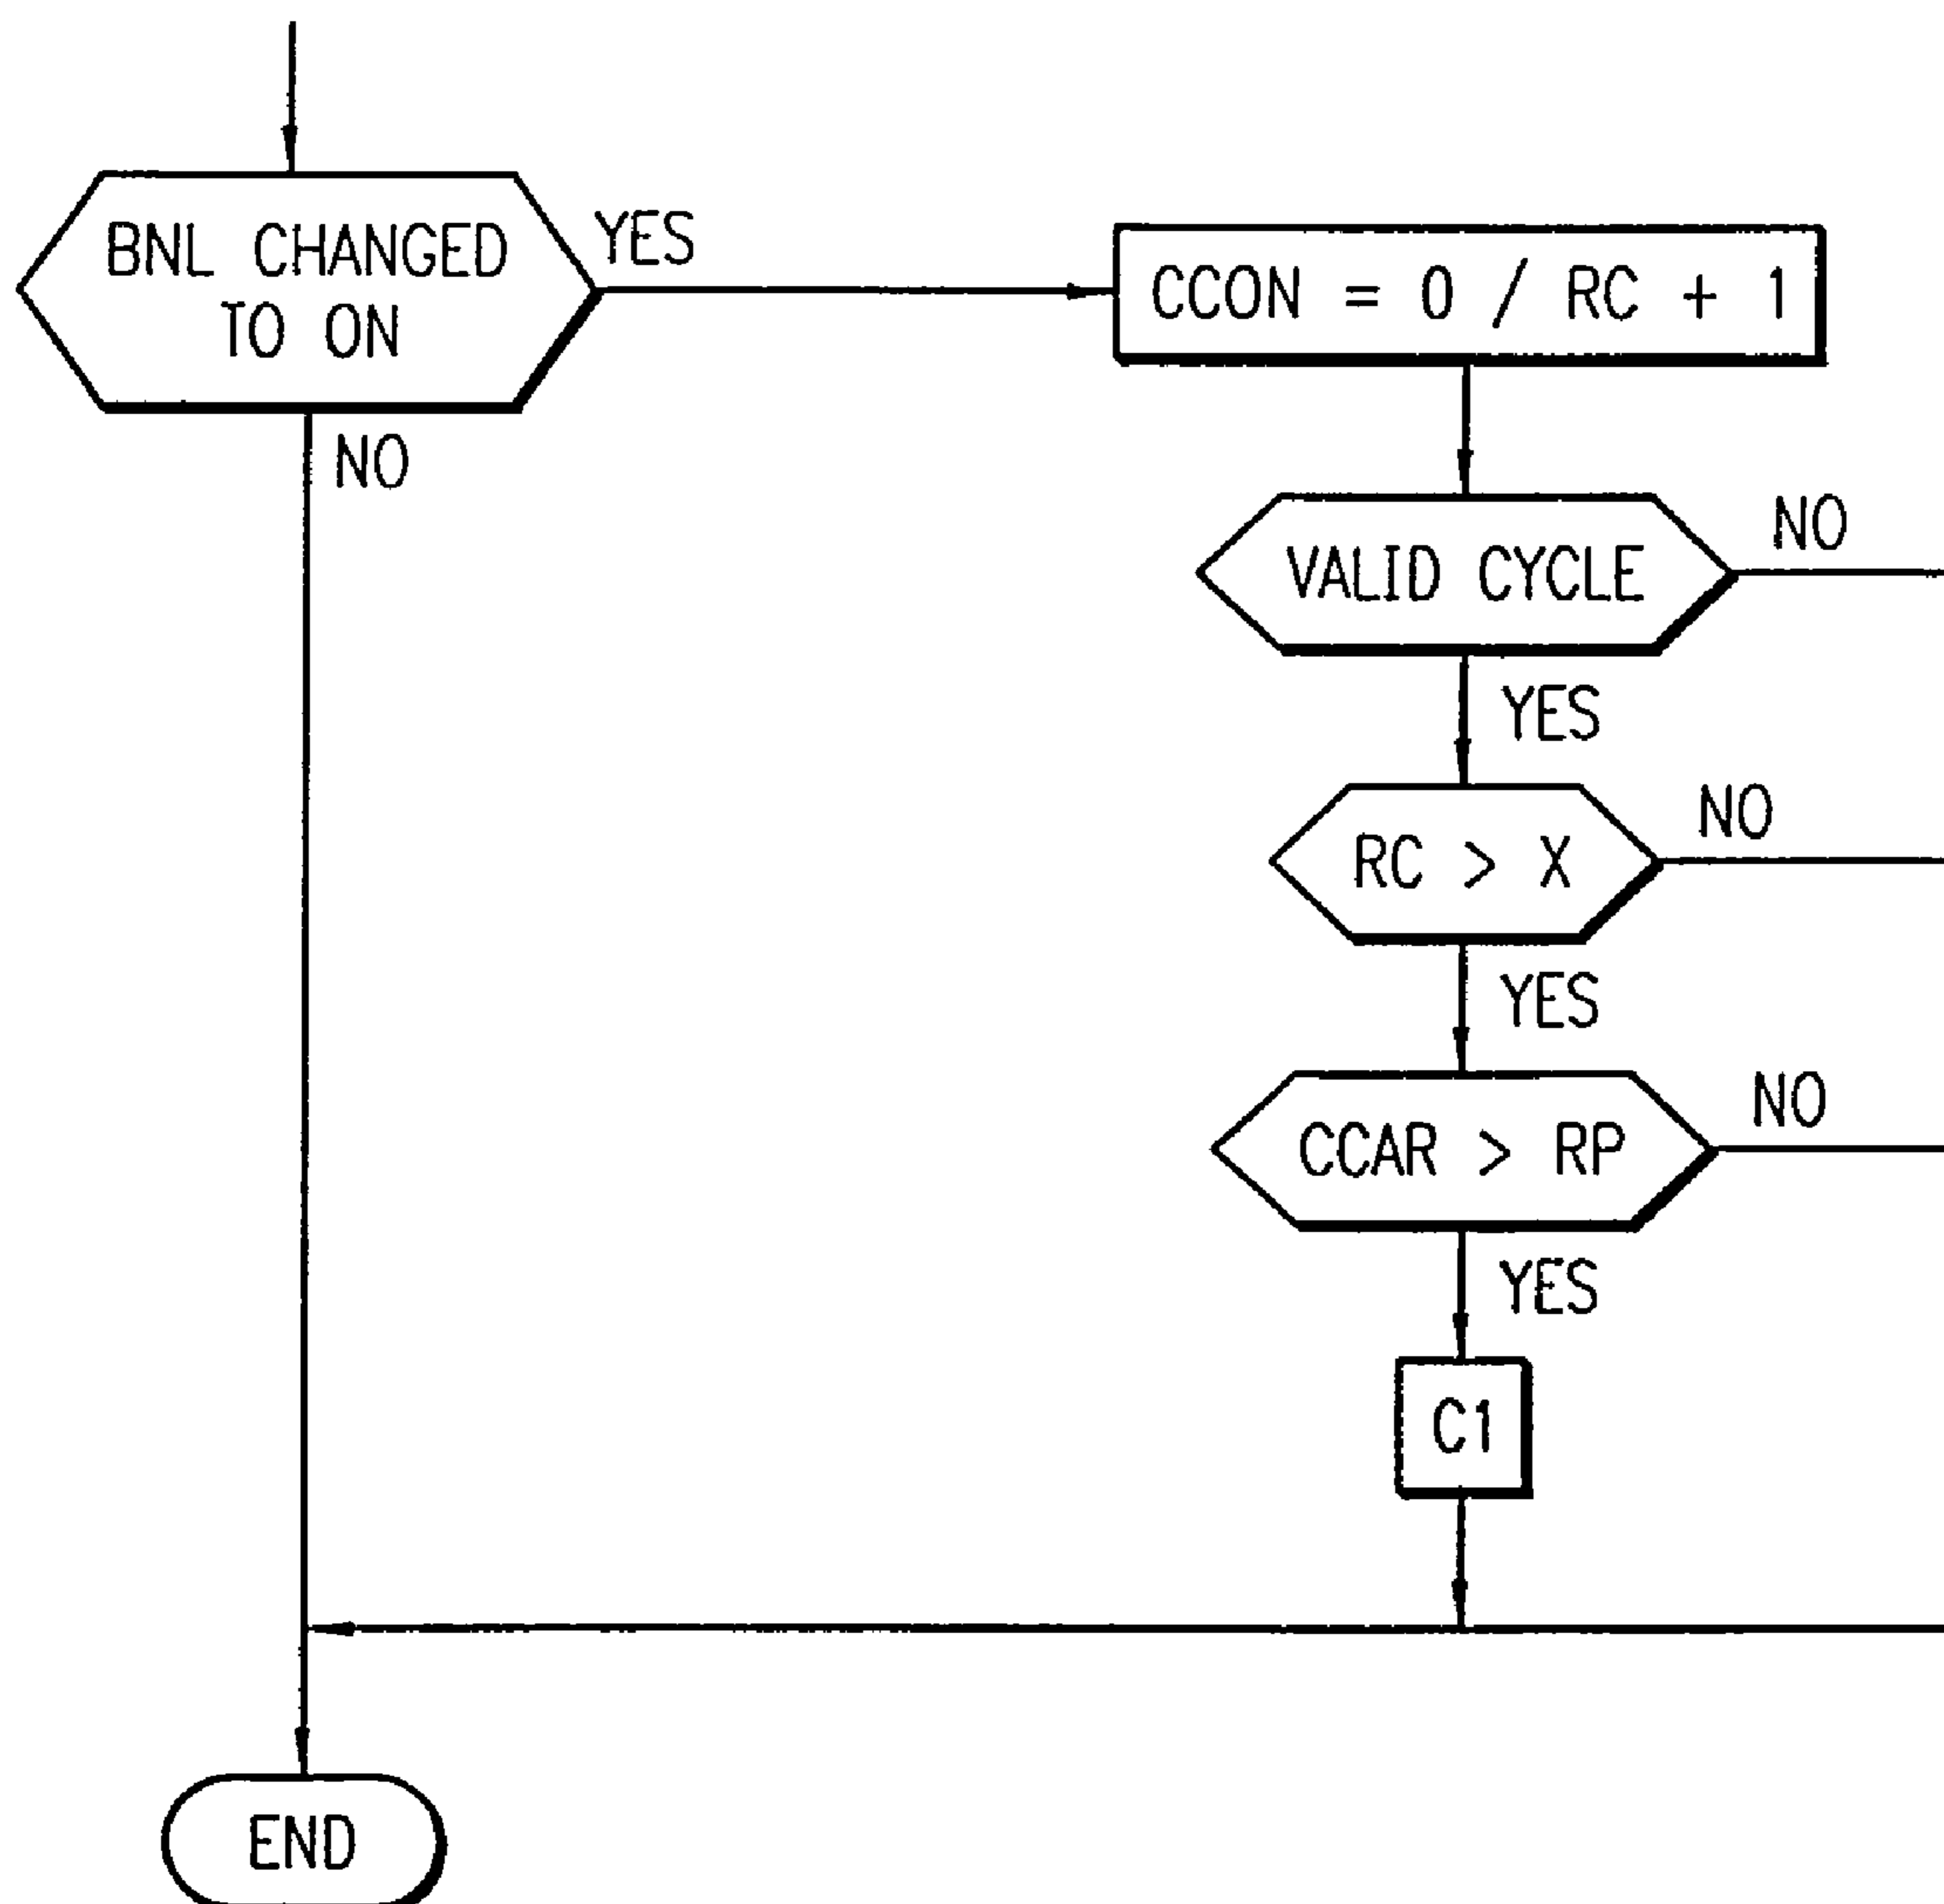 BNL CHANGED
TO ON
YES
NO
CCON = 0 / RC + 1
VALID CYCLE
NO
YES
RC > X
NO
YES
CCAR > RP
NO
YES
C1
END